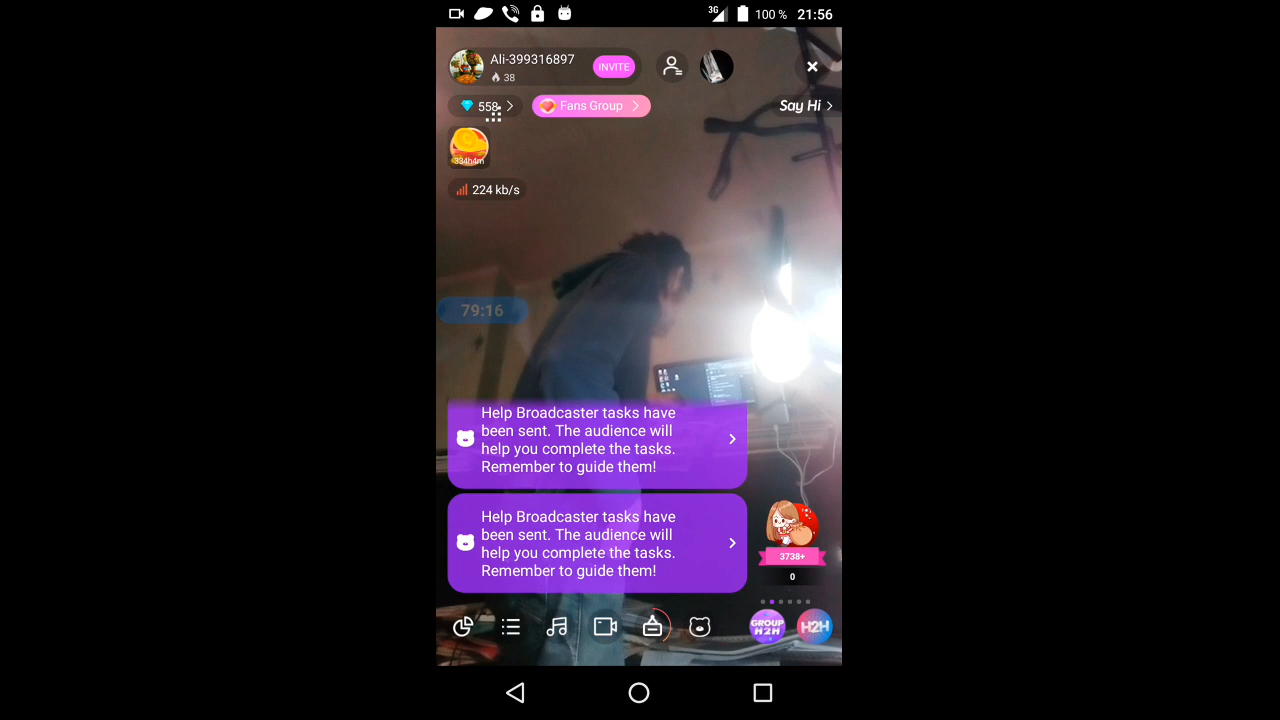 3G
100 %
21:56
Ali-399316897
38
INVITE
558
Fans Group
Say Hi
334h4m
224 kb/s
79:16
Help Broadcaster tasks have
been sent. The audience will
help you complete the tasks.
Remember to guide them!
Help Broadcaster tasks have
been sent. The audience will
help you complete the tasks.
Remember to guide them!
3738+
0
GROUP
H2H
H2H